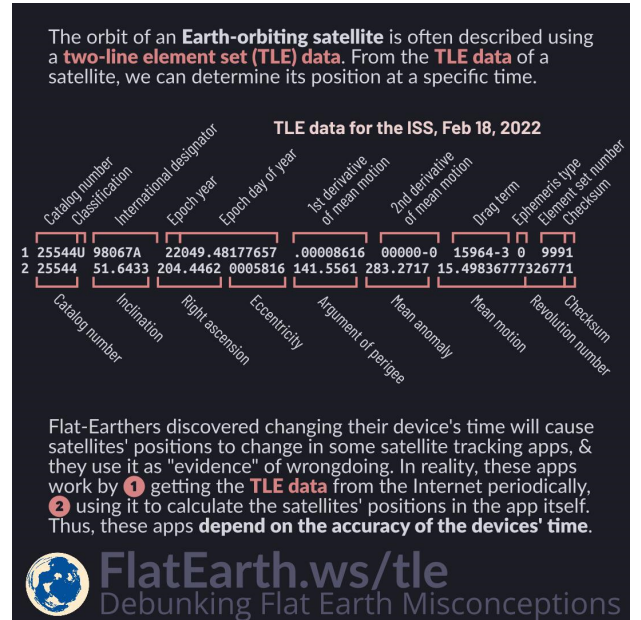 The orbit of an Earth-orbiting satellite is often described using
a two-line element set (TLE) data. From the TLE data of a
satellite, we can determine its position at a specific time.
TLE data for the ISS, Feb 18, 2022
Catalog number
Classification
International designator
Epoch year
Epoch day of year
1st derivative
of mean motion
2nd derivative
of mean motion
Drag term
Ephemeris type
Element set number
Checksum
1 25544U 98067A   22049.48177657  .00008616  00000-0  15964-3 0  9991
2 25544  51.6433 204.4462 0005816 141.5561 283.2717 15.49836777326771
Catalog number
Inclination
Right ascension
Eccentricity
Argument of perigee
Mean anomaly
Mean motion
Revolution number
Checksum
Flat-Earthers discovered changing their device's time will cause
satellites' positions to change in some satellite tracking apps, &
they use it as "evidence" of wrongdoing. In reality, these apps
work by 1 getting the TLE data from the Internet periodically,
2 using it to calculate the satellites' positions in the app itself.
Thus, these apps depend on the accuracy of the devices' time.
FlatEarth.ws/tle
Debunking Flat Earth Misconceptions